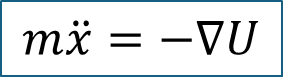 mẍ = −∇U